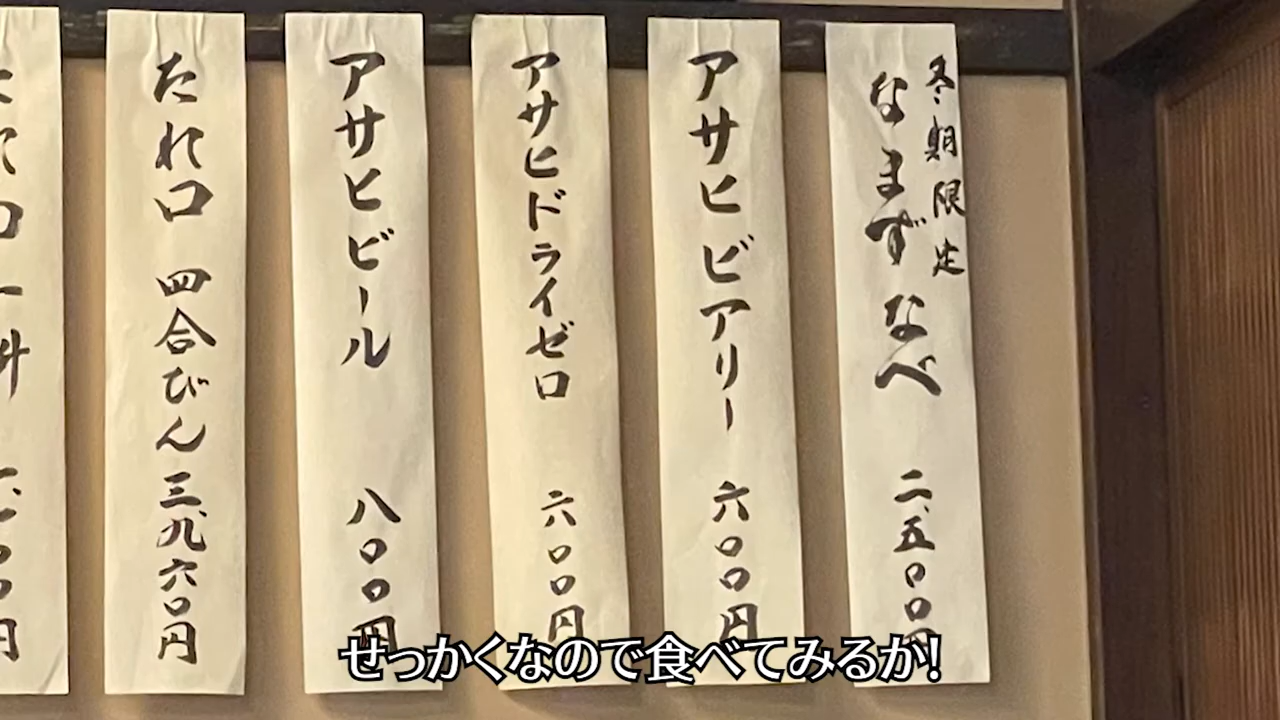 冬期限定
なまずなべ 二、五〇〇円
アサヒビアリー 六〇〇円
アサヒドライゼロ 六〇〇円
アサヒビール 八〇〇円
たれ口 四合びん 三、九六〇円
せっかくなので食べてみるか!